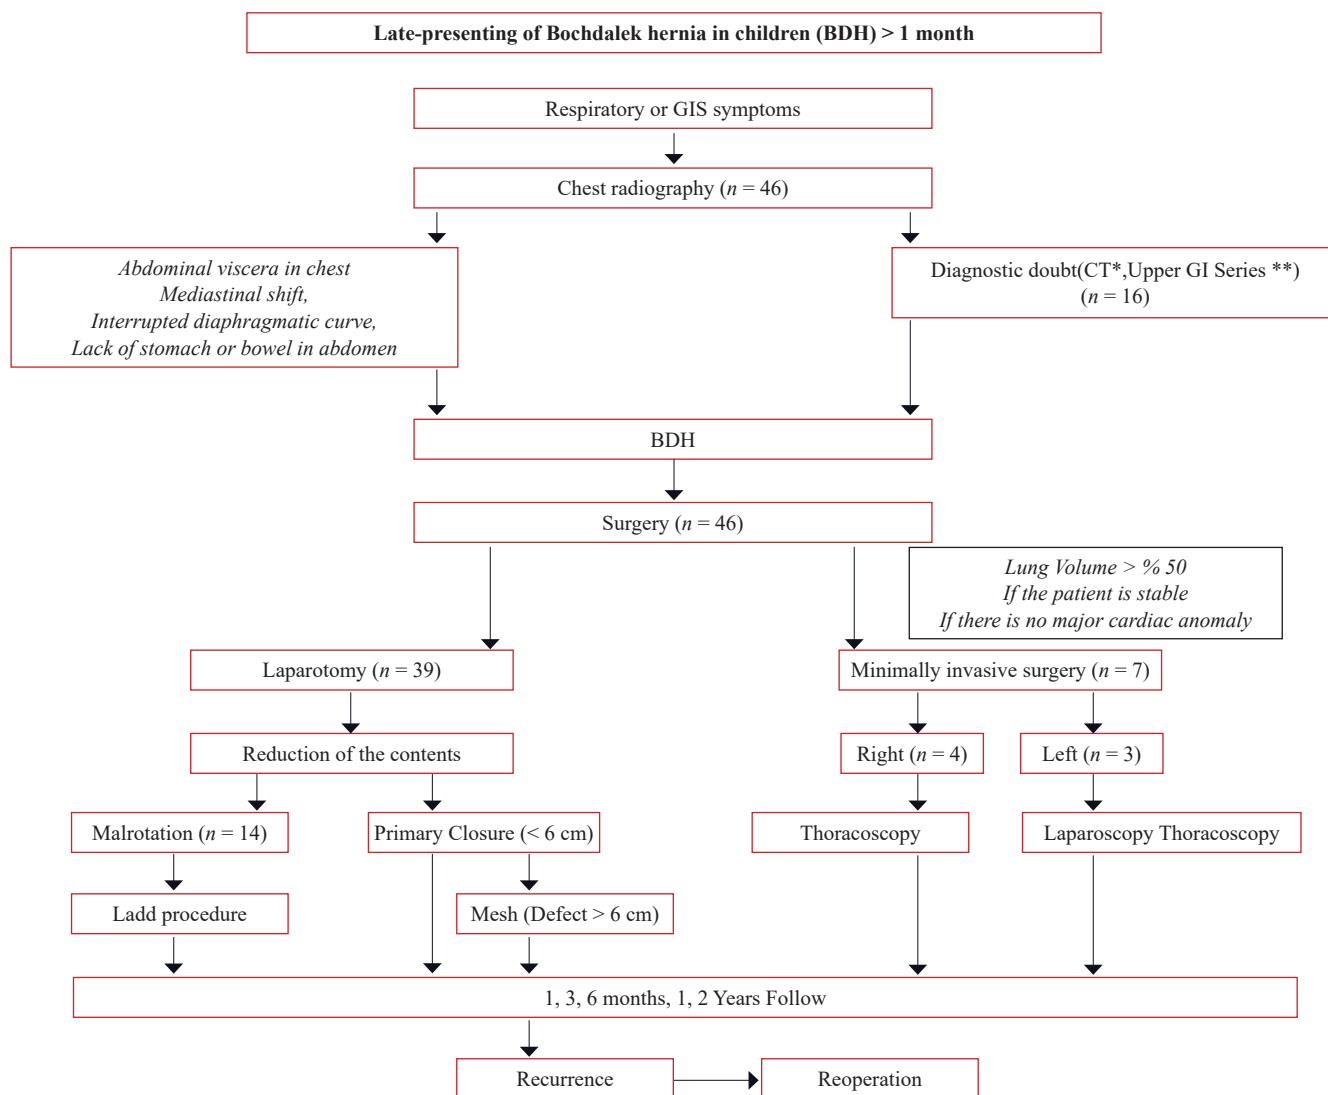 Late-presenting of Bochdalek hernia in children (BDH) > 1 month
Respiratory or GIS symptoms
Chest radiography (n = 46)
Abdominal viscera in chest
Mediastinal shift,
Interrupted diaphragmatic curve,
Lack of stomach or bowel in abdomen
Diagnostic doubt(CT*,Upper GI Series **)
(n = 16)
BDH
Surgery (n = 46)
Lung Volume > % 50
If the patient is stable
If there is no major cardiac anomaly
Laparotomy (n = 39)
Minimally invasive surgery (n = 7)
Reduction of the contents
Right (n = 4)
Left (n = 3)
Malrotation (n = 14)
Primary Closure (< 6 cm)
Thoracoscopy
Laparoscopy Thoracoscopy
Ladd procedure
Mesh (Defect > 6 cm)
1, 3, 6 months, 1, 2 Years Follow
Recurrence
Reoperation